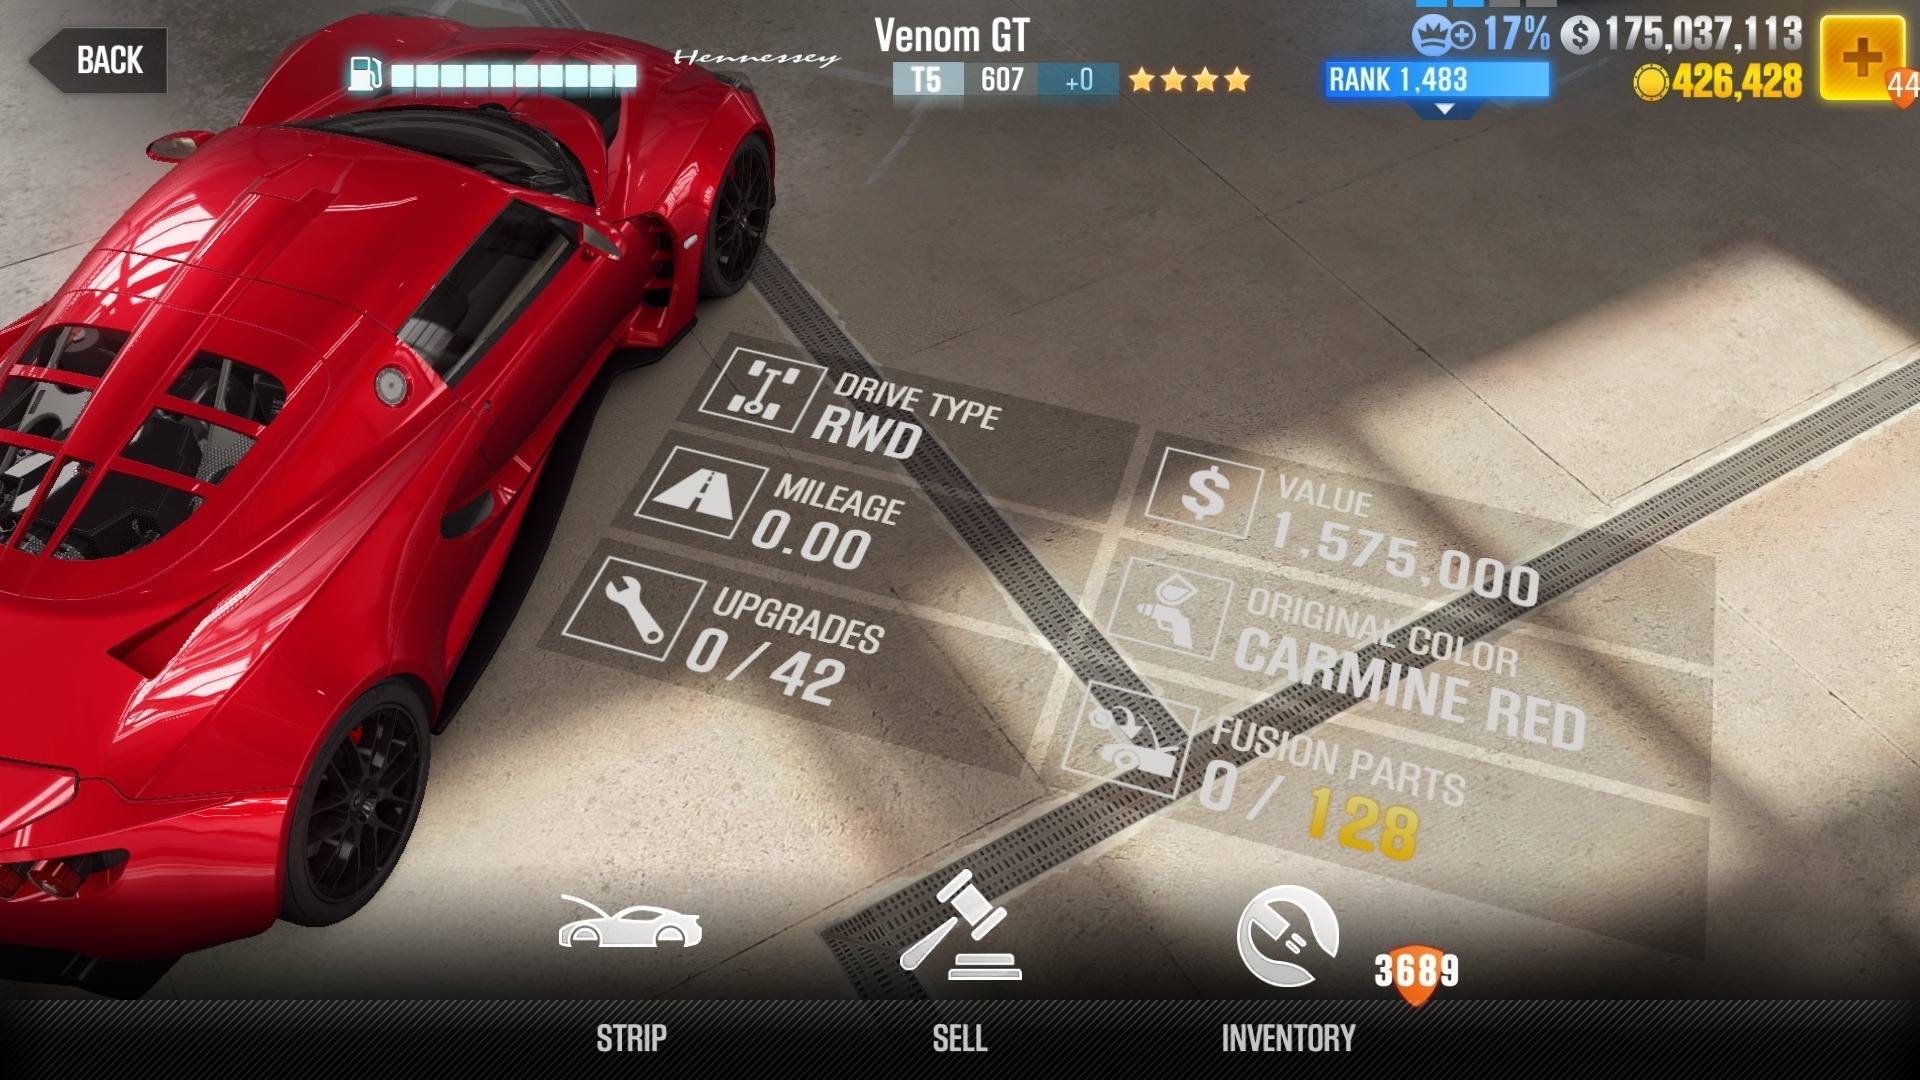 BACK
Hennessey
Venom GT
T5 607 +0
17%
175,037,113
RANK 1,483
426,428
44
DRIVE TYPE
RWD
MILEAGE
0.00
UPGRADES
0 / 42
$
VALUE
1,575,000
ORIGINAL COLOR
CARMINE RED
FUSION PARTS
0 / 128
3689
STRIP
SELL
INVENTORY